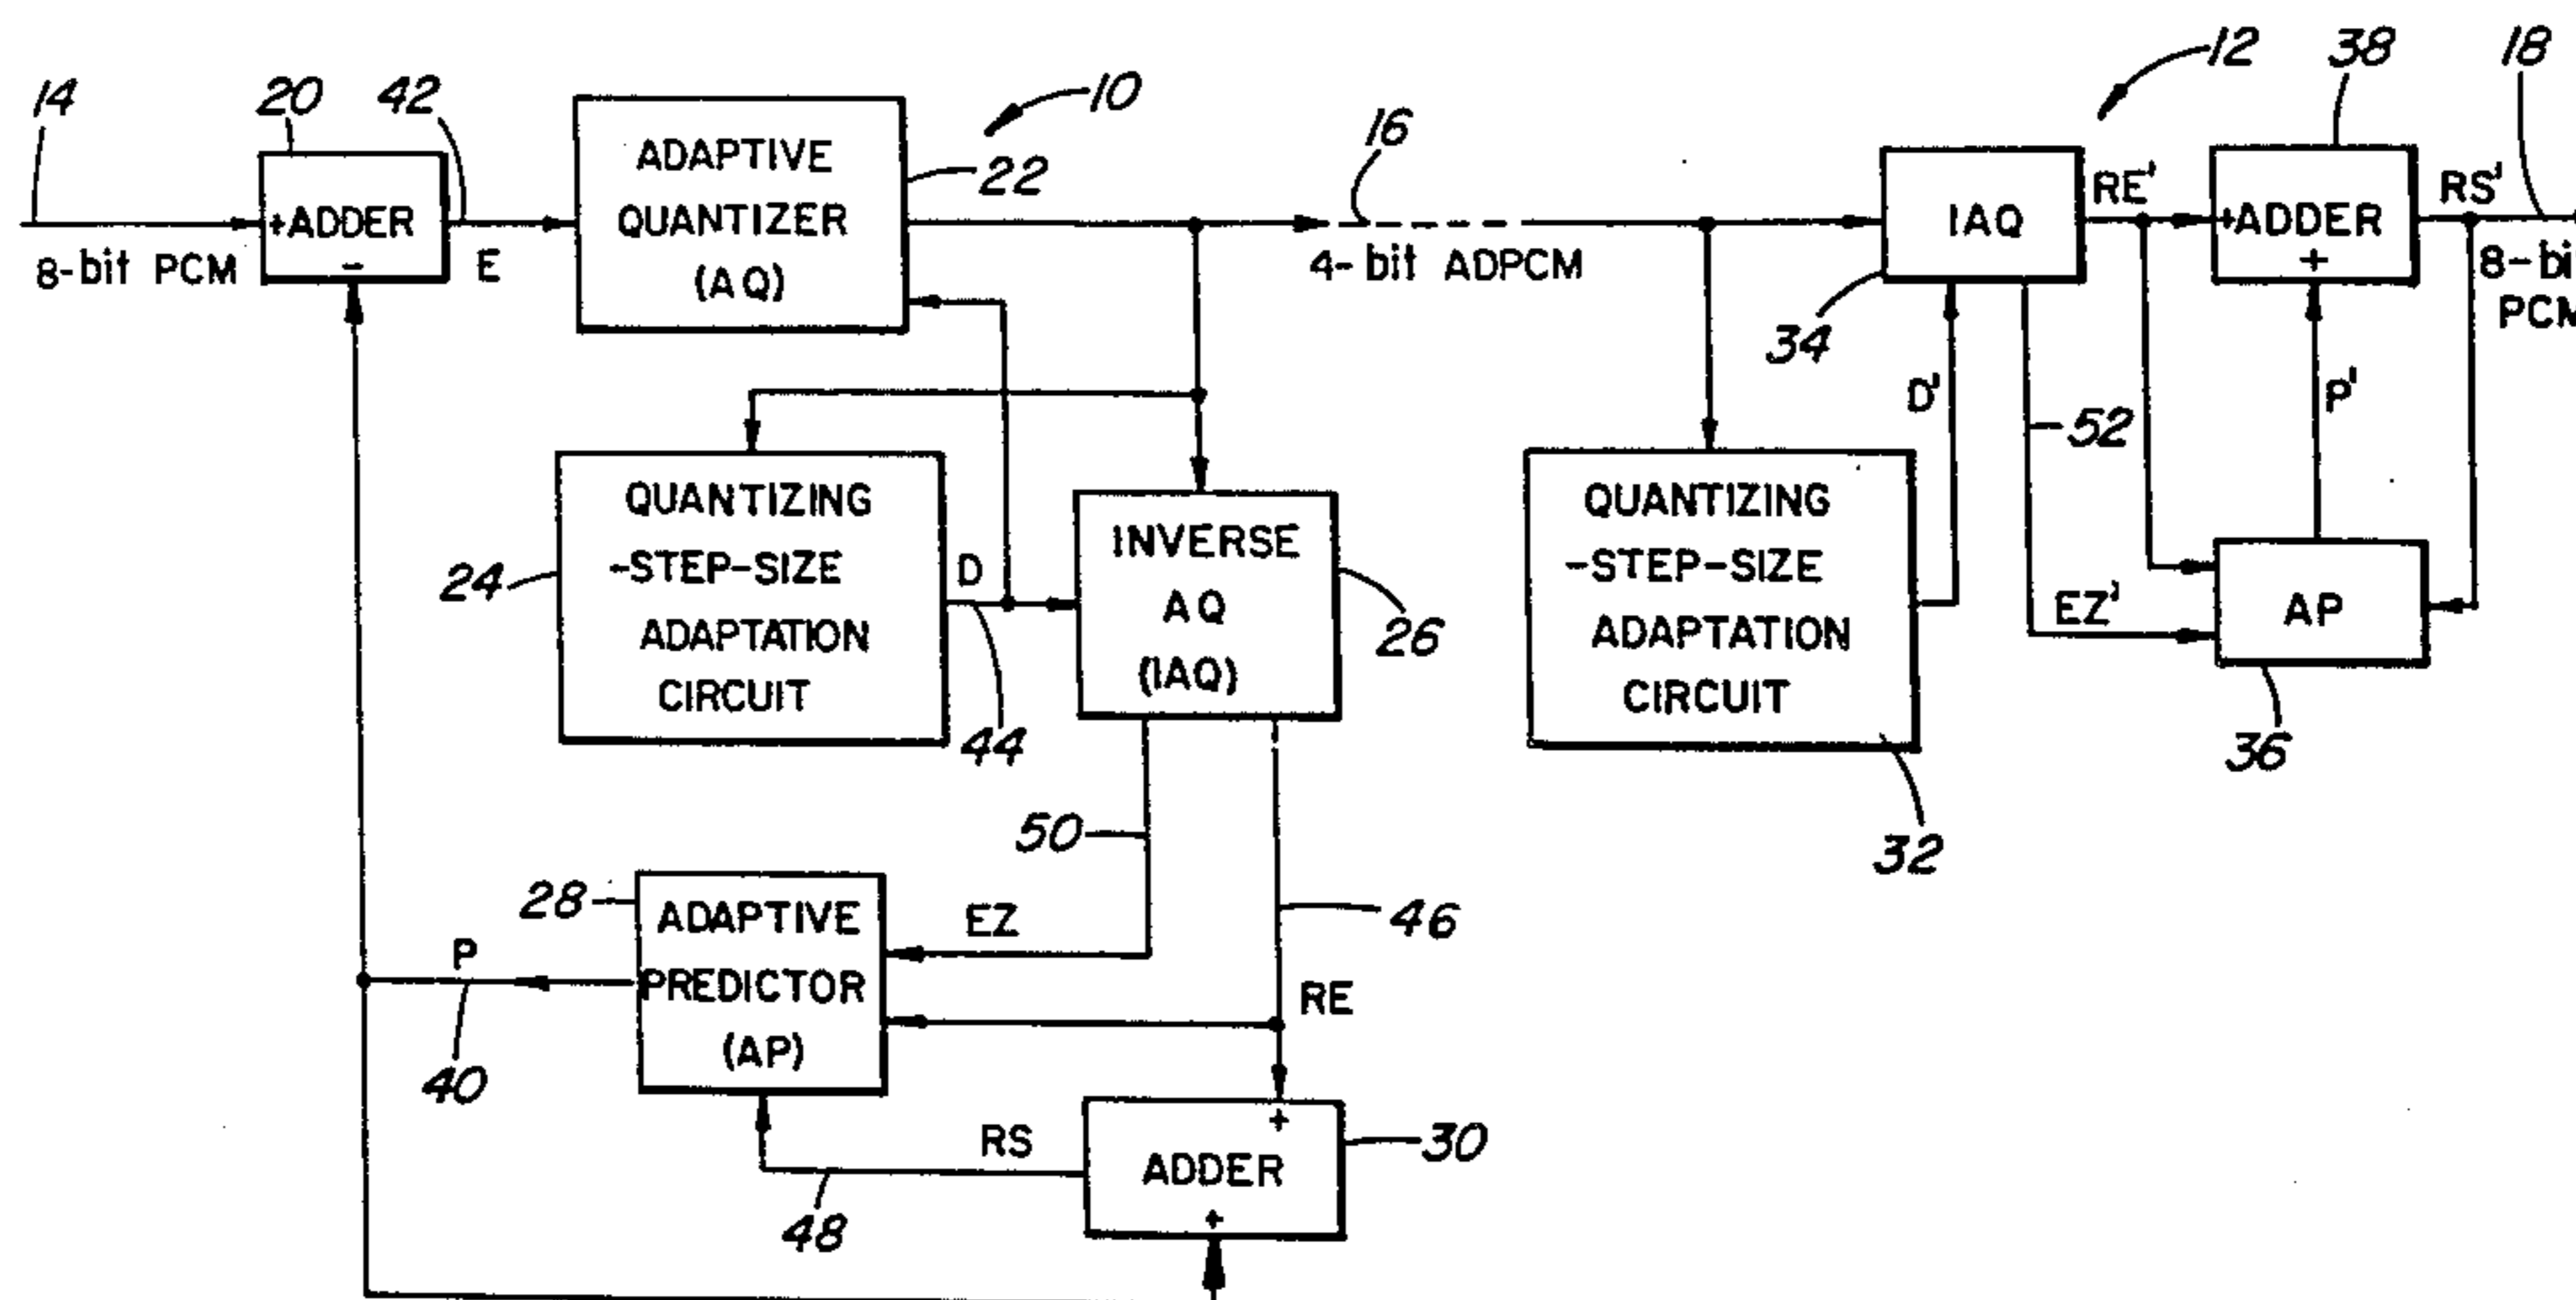 14
20
42
10
16
12
38
18
+ADDER
-
8-bit PCM
E
ADAPTIVE
QUANTIZER
(AQ)
22
4-bit ADPCM
IAQ
34
RE'
+ADDER
+
RS'
8-bi
PCM
D'
52
P'
EZ'
AP
36
QUANTIZING
-STEP-SIZE
ADAPTATION
CIRCUIT
24
D
44
INVERSE
AQ
(IAQ)
26
QUANTIZING
-STEP-SIZE
ADAPTATION
CIRCUIT
32
50
46
28
ADAPTIVE
PREDICTOR
(AP)
EZ
RE
P
40
RS
48
+
ADDER
+
30